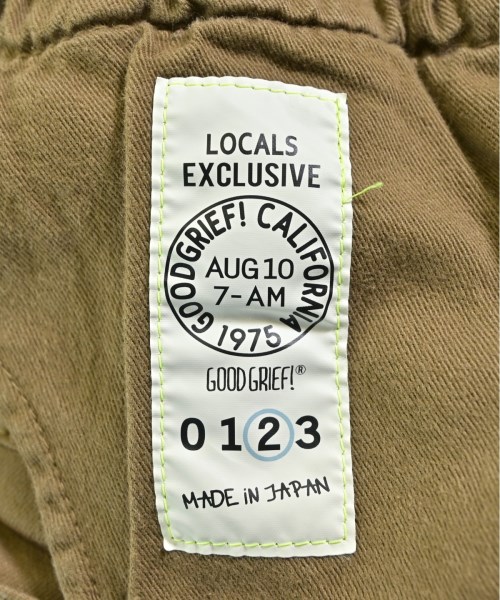 LOCALS
EXCLUSIVE
GOODGRIEF! CALIFORNIA
AUG 10
7-AM
1975
GOOD GRIEF!®
0 1 2 3
MADE iN JAPAN